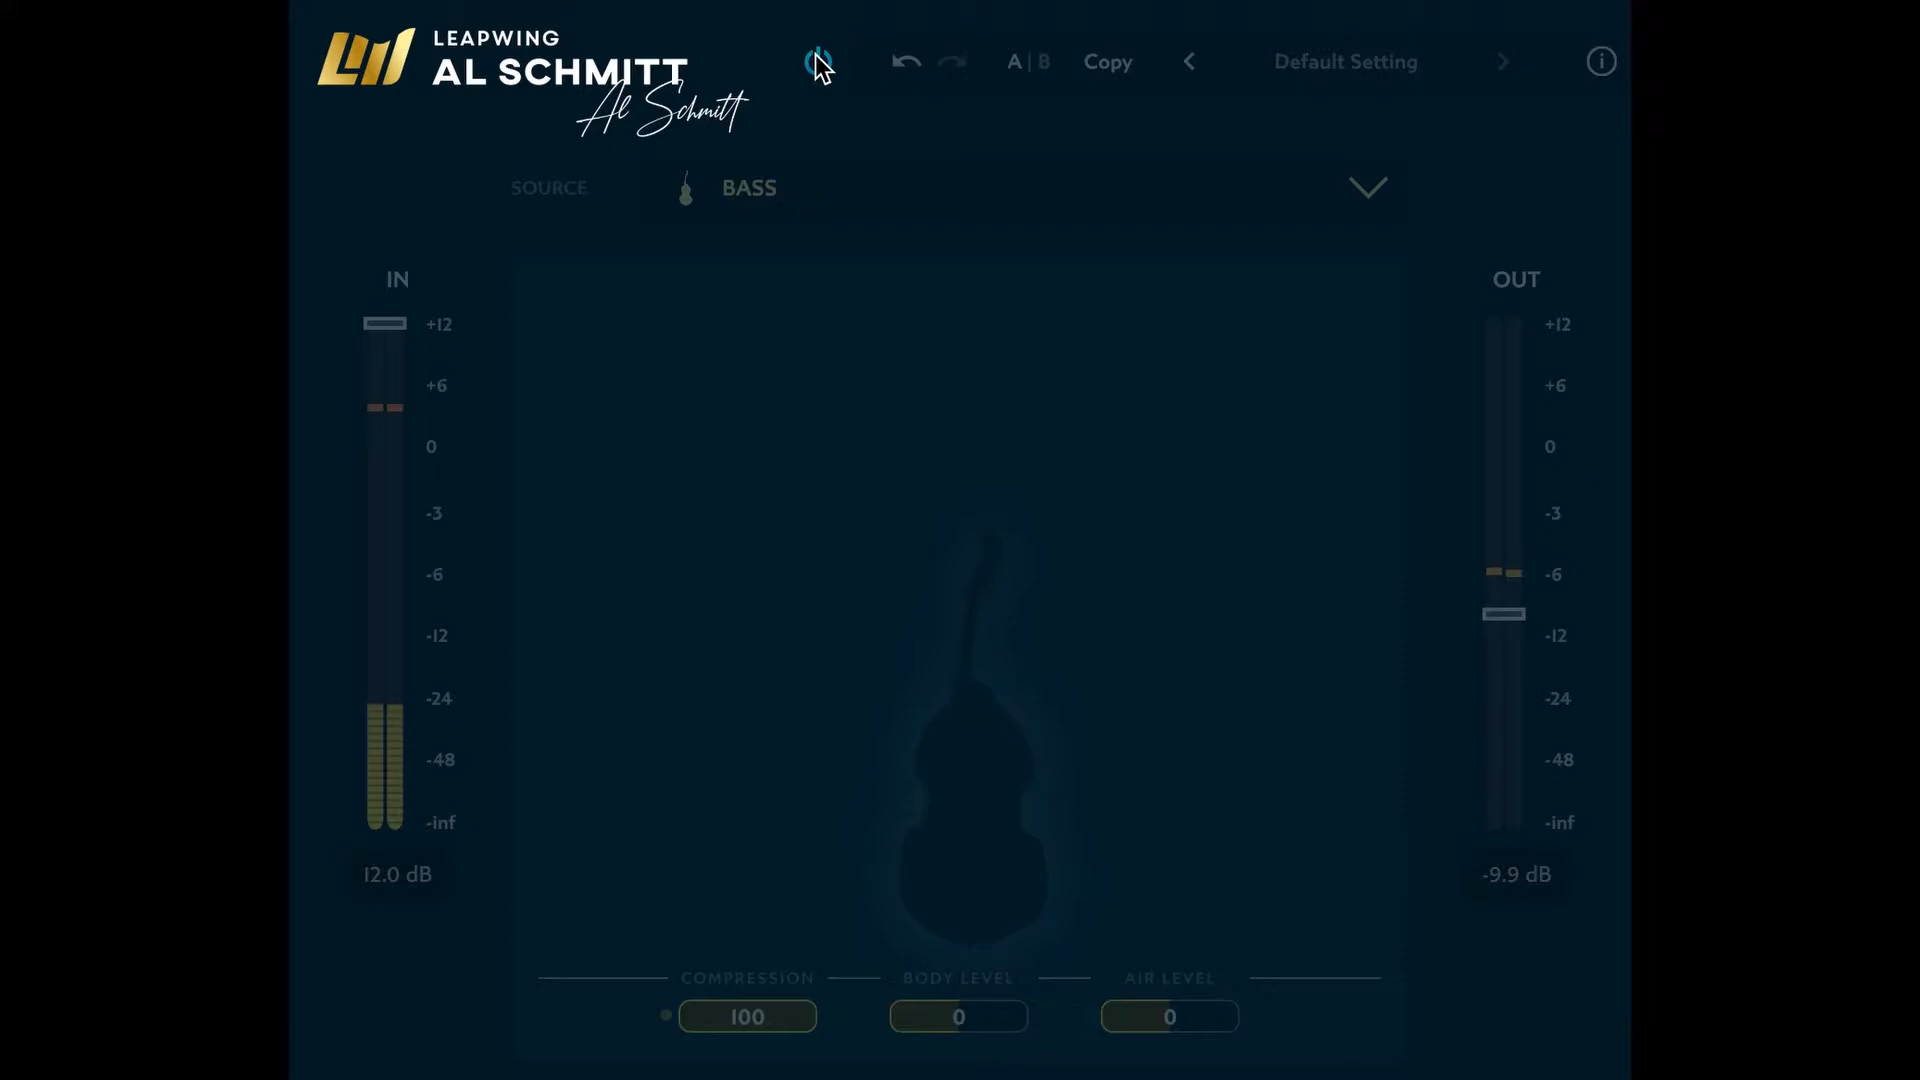 LEAPWING
AL SCHMITT
Al Schmitt
A | B Copy Default Setting
SOURCE BASS
IN
+12
+6
0
-3
-6
-12
-24
-48
-inf
12.0 dB
OUT
+12
+6
0
-3
-6
-12
-24
-48
-inf
-9.9 dB
COMPRESSION BODY LEVEL AIR LEVEL
100 0 0